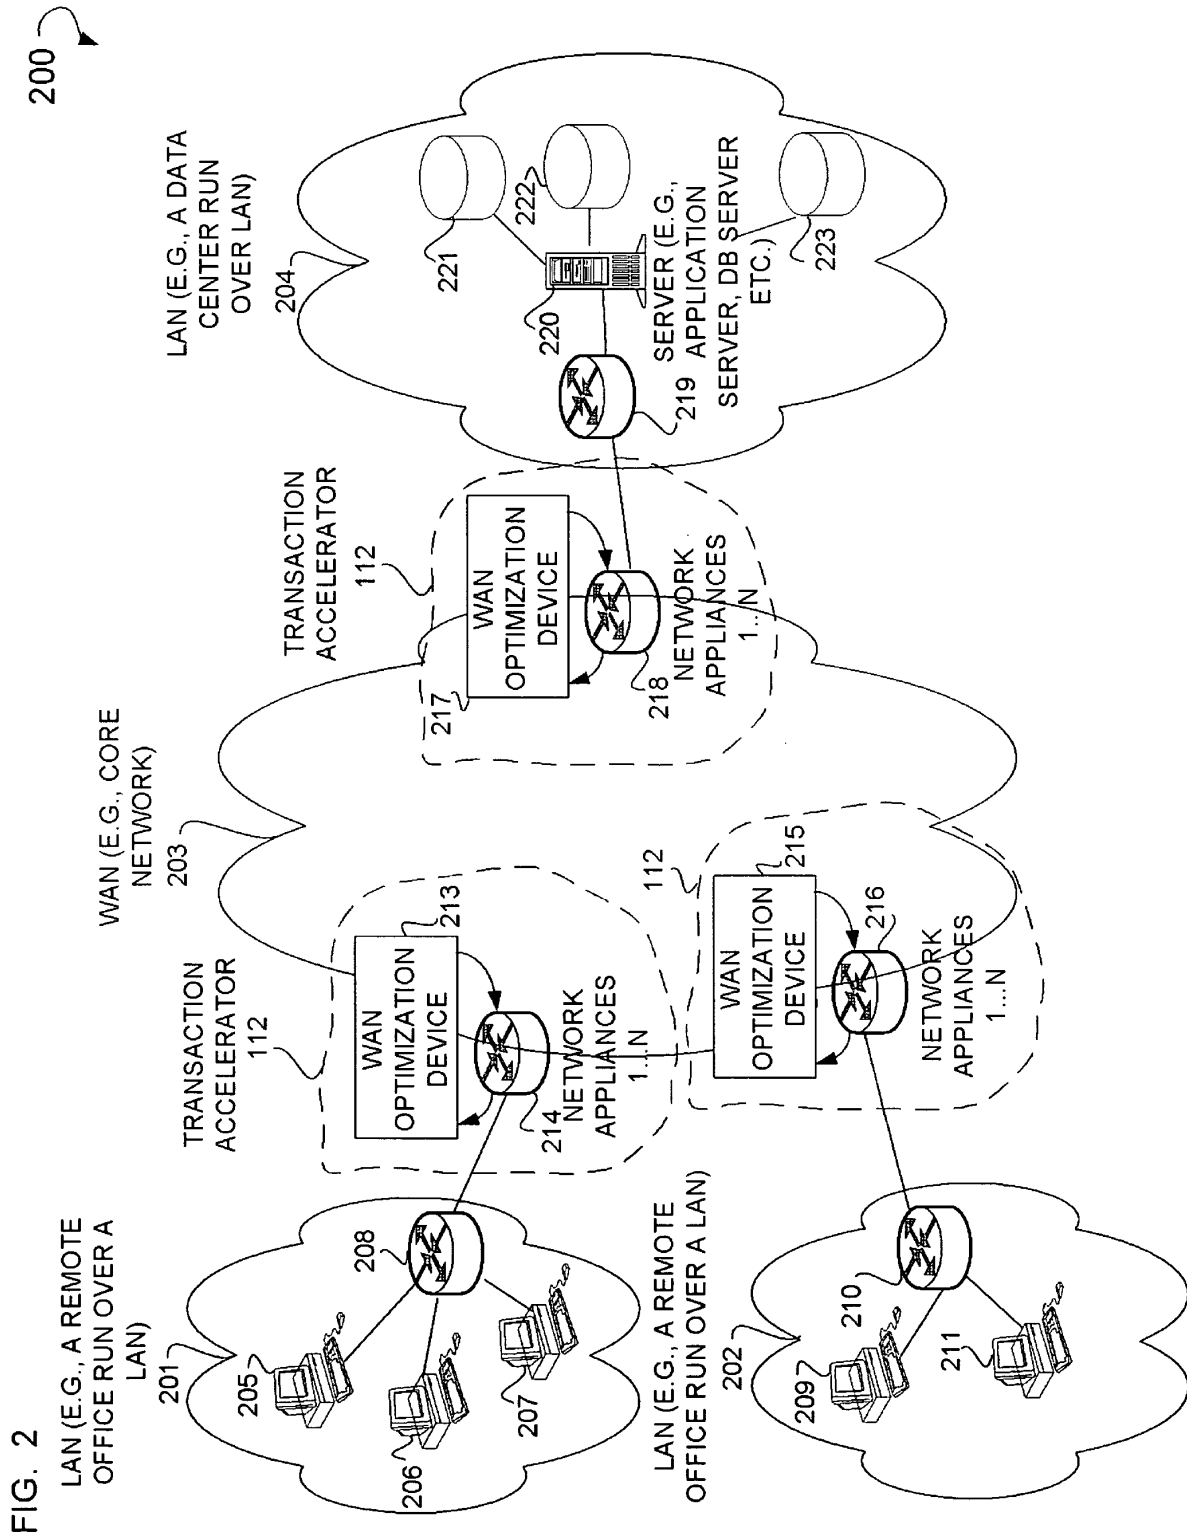 FIG. 2
200
LAN (E.G., A REMOTE
OFFICE RUN OVER A
LAN)
201
205
206
207
208
TRANSACTION
ACCELERATOR
112
WAN
OPTIMIZATION
DEVICE
213
214
NETWORK
APPLIANCES
1...N
WAN (E.G., CORE
NETWORK)
203
TRANSACTION
ACCELERATOR
112
217
WAN
OPTIMIZATION
DEVICE
218
NETWORK
APPLIANCES
1...N
LAN (E.G., A DATA
CENTER RUN
OVER LAN)
204
221
222
220
219
SERVER (E.G.,
APPLICATION
SERVER, DB SERVER
ETC.)
223
LAN (E.G., A REMOTE
OFFICE RUN OVER A LAN)
202
209
210
211
112
WAN
OPTIMIZATION
DEVICE
215
216
NETWORK
APPLIANCES
1...N